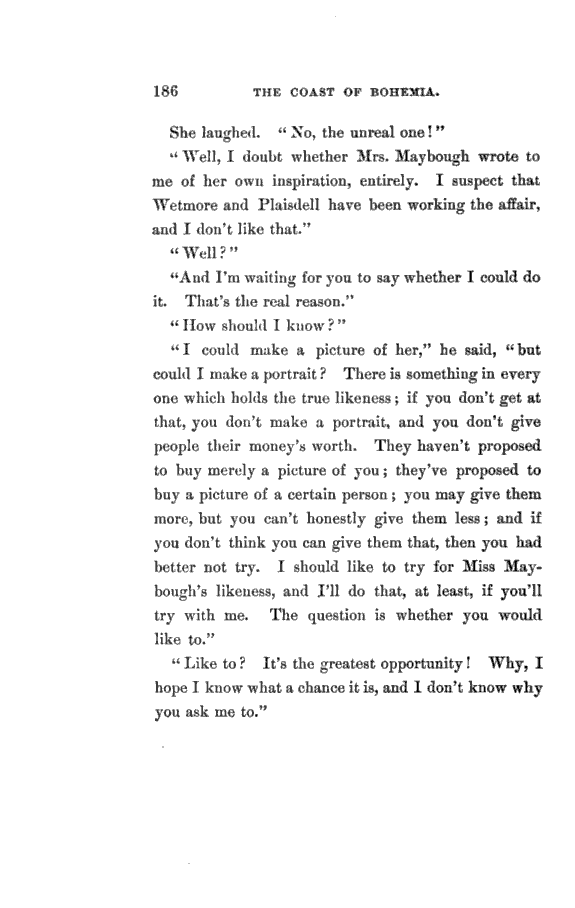 186 THE COAST OF BOHEMIA.
She laughed. “ No, the unreal one ! ”
“ Well, I doubt whether Mrs. Maybough wrote to
me of her own inspiration, entirely. I suspect that
Wetmore and Plaisdell have been working the affair,
and I don’t like that.”
“ Well ? ”
“And I’m waiting for you to say whether I could do
it. That’s the real reason.”
“ How should I know ? ”
“ I could make a picture of her,” he said, “ but
could I make a portrait ? There is something in every
one which holds the true likeness ; if you don’t get at
that, you don’t make a portrait, and you don’t give
people their money’s worth. They haven’t proposed
to buy merely a picture of you ; they’ve proposed to
buy a picture of a certain person ; you may give them
more, but you can’t honestly give them less ; and if
you don’t think you can give them that, then you had
better not try. I should like to try for Miss May-
bough’s likeness, and I’ll do that, at least, if you’ll
try with me. The question is whether you would
like to.”
“ Like to ? It’s the greatest opportunity ! Why, I
hope I know what a chance it is, and I don’t know why
you ask me to.”